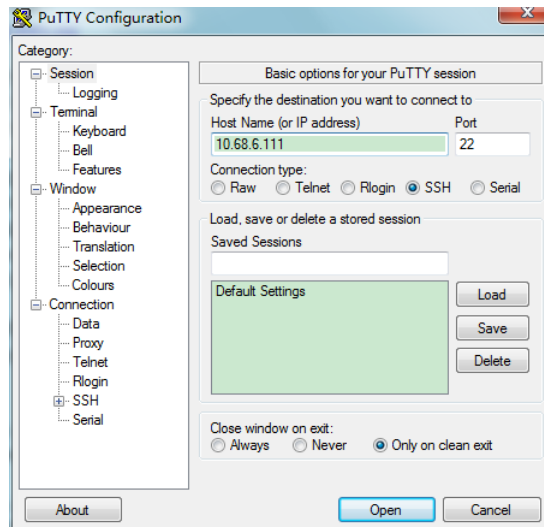 PuTTY Configuration
Category:
Session
Logging
Terminal
Keyboard
Bell
Features
Window
Appearance
Behaviour
Translation
Selection
Colours
Connection
Data
Proxy
Telnet
Rlogin
SSH
Serial
Basic options for your PuTTY session
Specify the destination you want to connect to
Host Name (or IP address) Port
10.68.6.111 22
Connection type:
Raw Telnet Rlogin SSH Serial
Load, save or delete a stored session
Saved Sessions
Default Settings
Load
Save
Delete
Close window on exit:
Always Never Only on clean exit
About Open Cancel